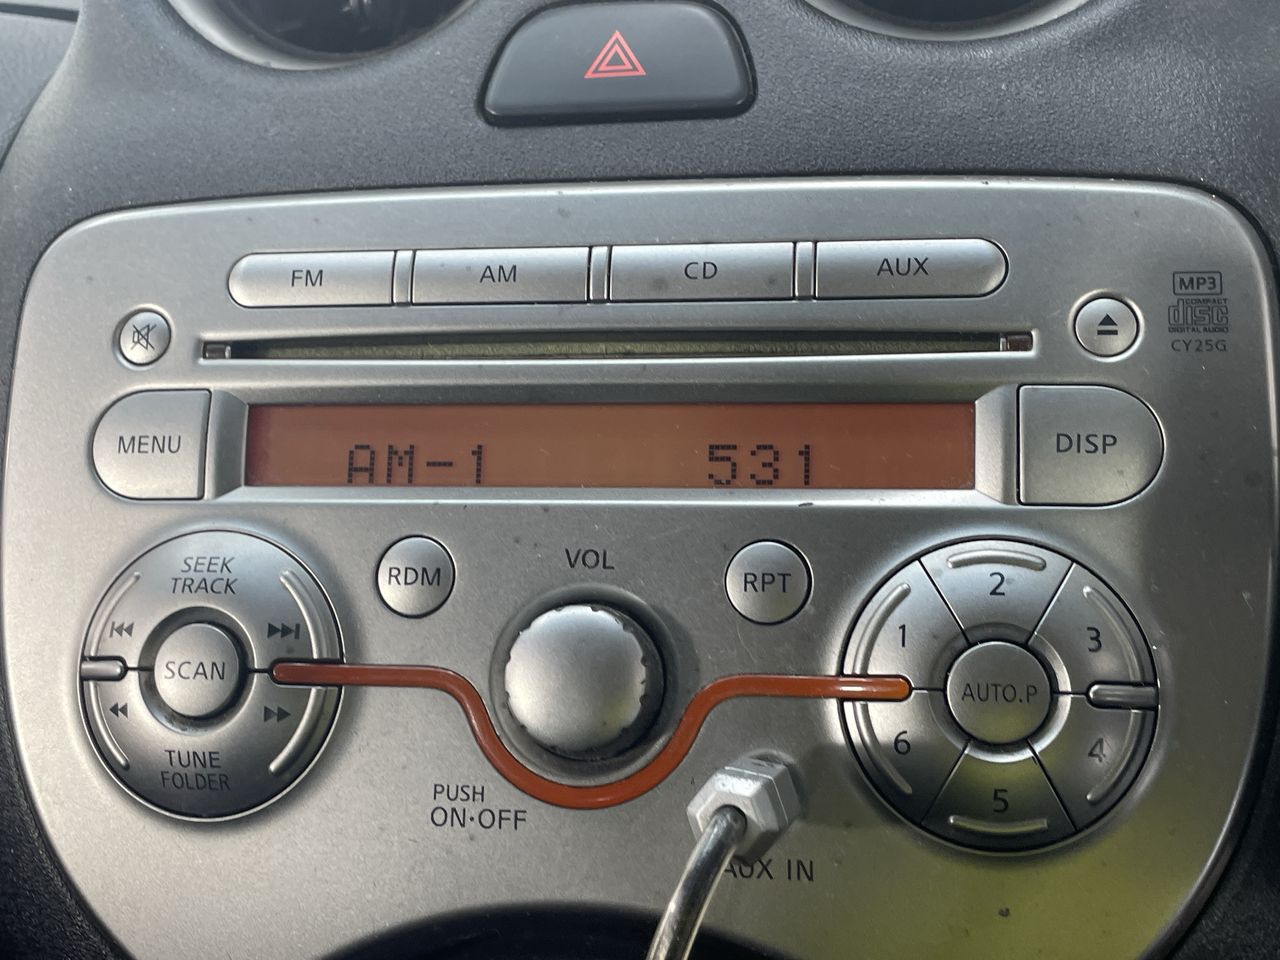 FM AM CD AUX
MP3
COMPACT
disc
DIGITAL AUDIO
CY25G
MENU
AM-1 531
DISP
SEEK
TRACK
SCAN
TUNE
FOLDER
RDM
VOL
RPT
PUSH
ON•OFF
AUX IN
1
2
3
AUTO.P
6
5
4